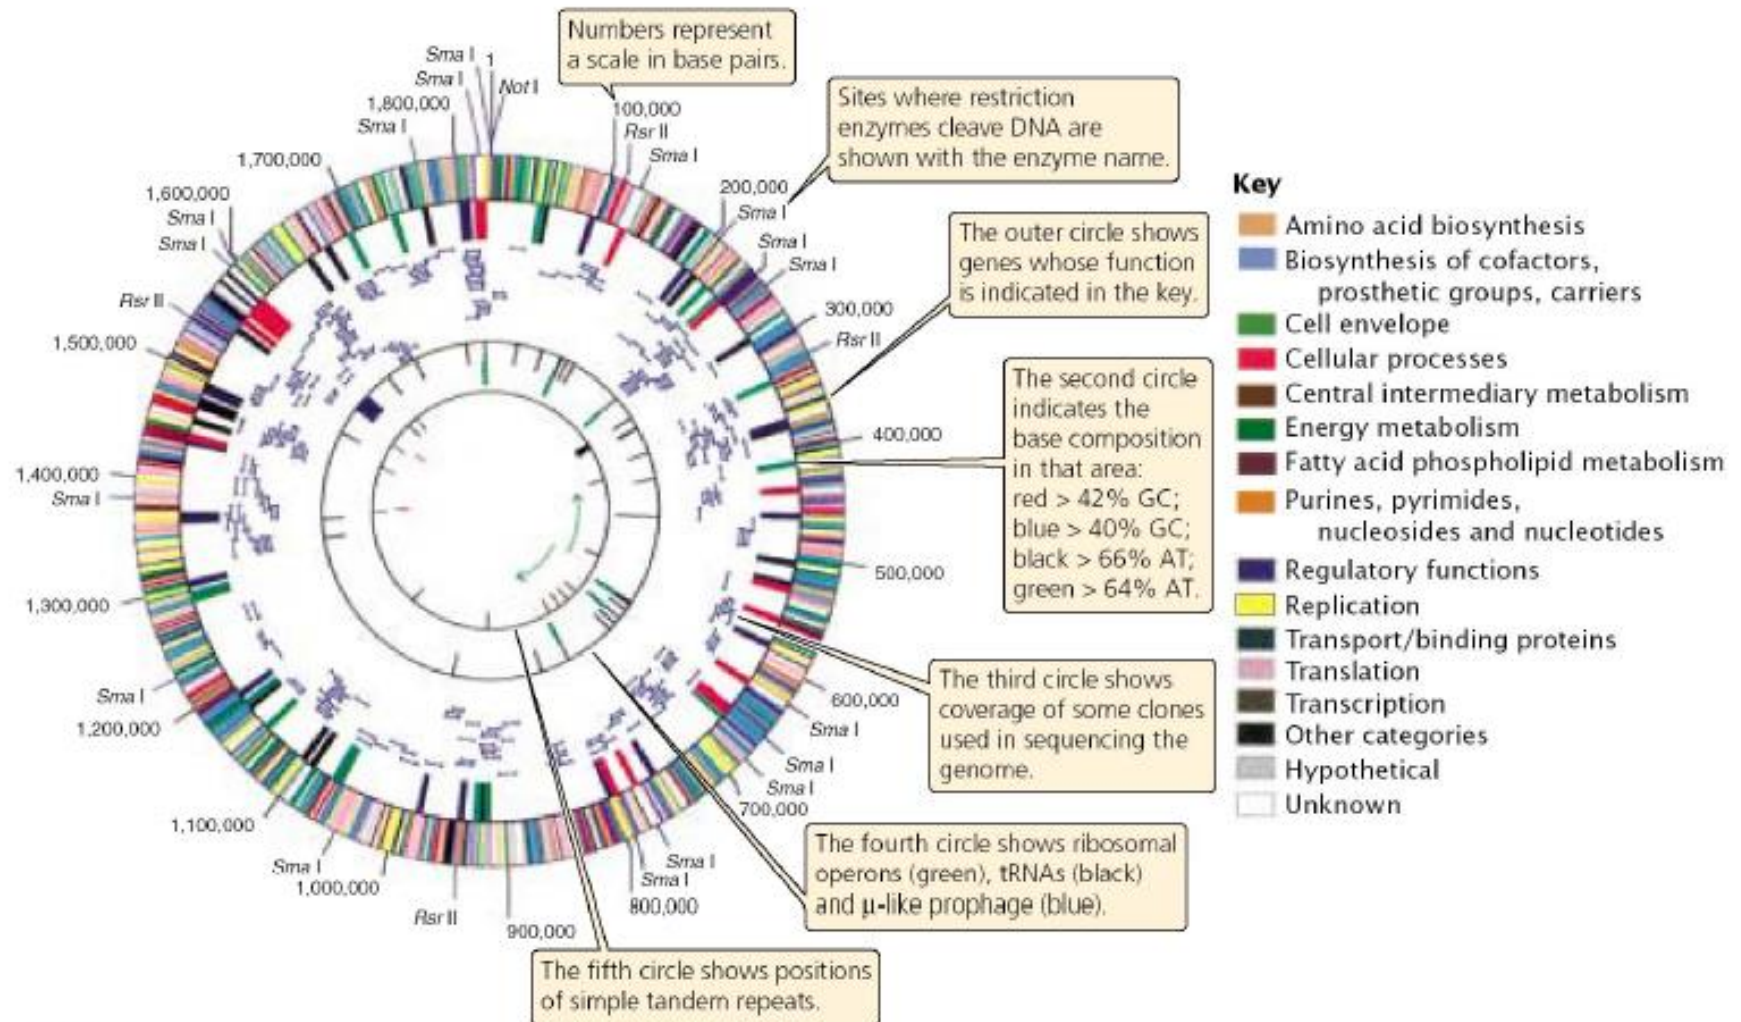 Numbers represent
a scale in base pairs.
Sma I
1
Sma I
Not I
1,800,000
Sma I
100,000
Rsr II
Sma I
Sites where restriction
enzymes cleave DNA are
shown with the enzyme name.
1,700,000
1,600,000
Sma I
Sma I
200,000
Sma I
Sma I
Sma I
The outer circle shows
genes whose function
is indicated in the key.
Rsr II
1,500,000
300,000
Rsr II
The second circle
indicates the
base composition
in that area:
red > 42% GC;
blue > 40% GC;
black > 66% AT;
green > 64% AT.
400,000
1,400,000
Sma I
500,000
1,300,000
The third circle shows
coverage of some clones
used in sequencing the
genome.
600,000
Sma I
Sma I
1,200,000
Sma I
Sma I
700,000
The fourth circle shows ribosomal
operons (green), tRNAs (black)
and μ-like prophage (blue).
1,100,000
Sma I
1,000,000
Sma I
Sma I
800,000
Rsr II
900,000
The fifth circle shows positions
of simple tandem repeats.
Key
Amino acid biosynthesis
Biosynthesis of cofactors,
prosthetic groups, carriers
Cell envelope
Cellular processes
Central intermediary metabolism
Energy metabolism
Fatty acid phospholipid metabolism
Purines, pyrimides,
nucleosides and nucleotides
Regulatory functions
Replication
Transport/binding proteins
Translation
Transcription
Other categories
Hypothetical
Unknown